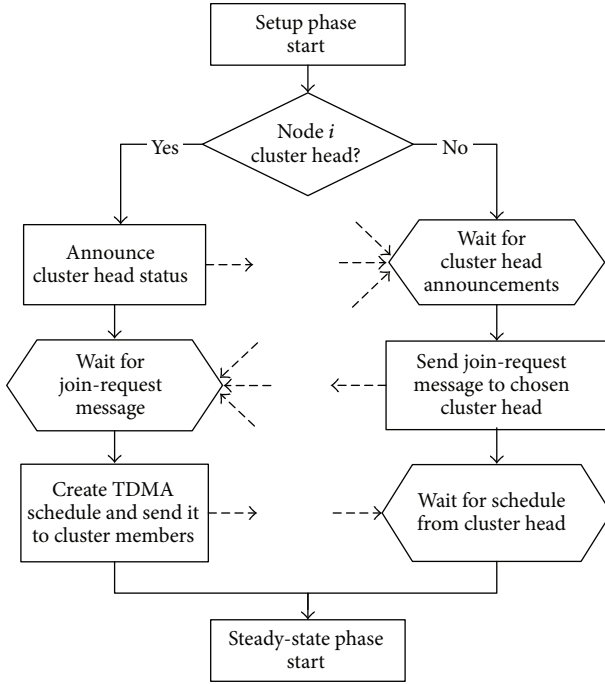 Setup phase
start
Node i
cluster head?
Yes
No
Announce
cluster head status
Wait for
cluster head
announcements
Wait for
join-request
message
Send join-request
message to chosen
cluster head
Create TDMA
schedule and send it
to cluster members
Wait for schedule
from cluster head
Steady-state phase
start